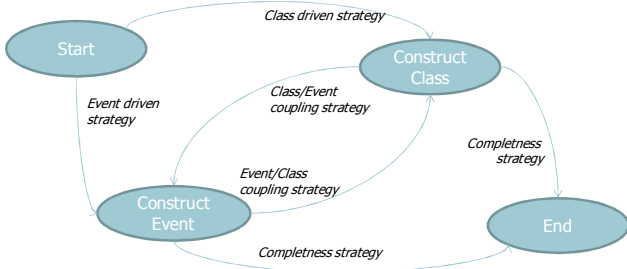 Class driven strategy
Start
Construct
Class
Class/Event
coupling strategy
Event driven
strategy
Completness
strategy
Event/Class
coupling strategy
Construct
Event
End
Completness strategy